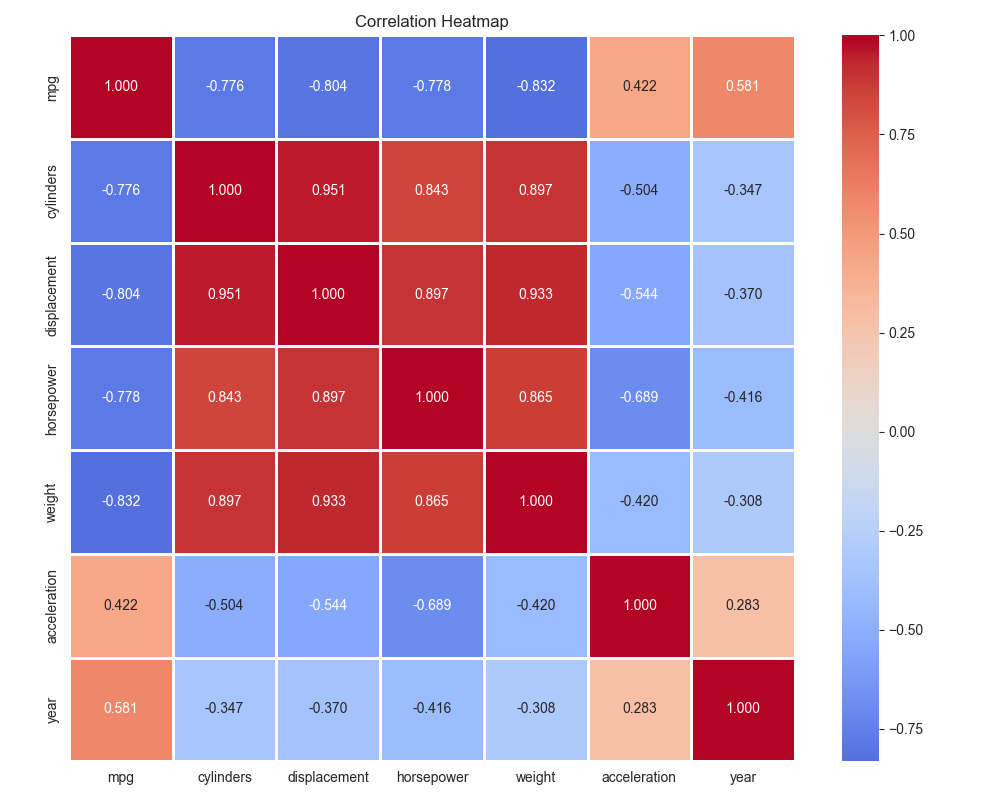 Correlation Heatmap
mpg 1.000 -0.776 -0.804 -0.778 -0.832 0.422 0.581
cylinders -0.776 1.000 0.951 0.843 0.897 -0.504 -0.347
displacement -0.804 0.951 1.000 0.897 0.933 -0.544 -0.370
horsepower -0.778 0.843 0.897 1.000 0.865 -0.689 -0.416
weight -0.832 0.897 0.933 0.865 1.000 -0.420 -0.308
acceleration 0.422 -0.504 -0.544 -0.689 -0.420 1.000 0.283
year 0.581 -0.347 -0.370 -0.416 -0.308 0.283 1.000
mpg cylinders displacement horsepower weight acceleration year
1.00
0.75
0.50
0.25
0.00
−0.25
−0.50
−0.75